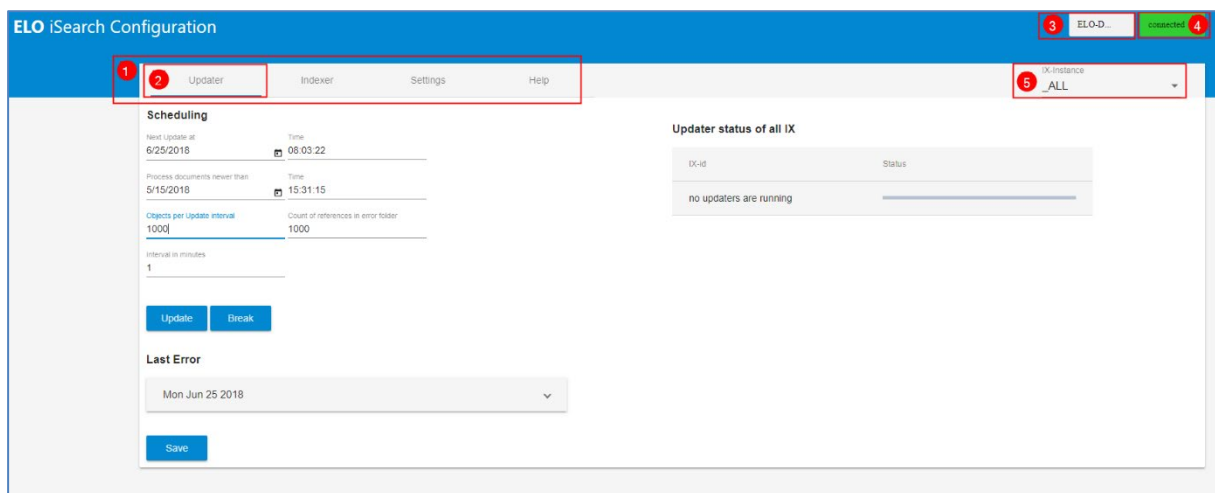 ELO iSearch Configuration
3 ELO-D... connected 4
1 2 Updater Indexer Settings Help
5 IX-Instance
_ALL
Scheduling
Next Update at Time
6/25/2018 08:03:22
Process documents newer than Time
5/15/2018 15:31:15
Objects per Update interval Count of references in error folder
1000 1000
Interval in minutes
1
Update Break
Last Error
Mon Jun 25 2018
Save
Updater status of all IX
IX-id Status
no updaters are running